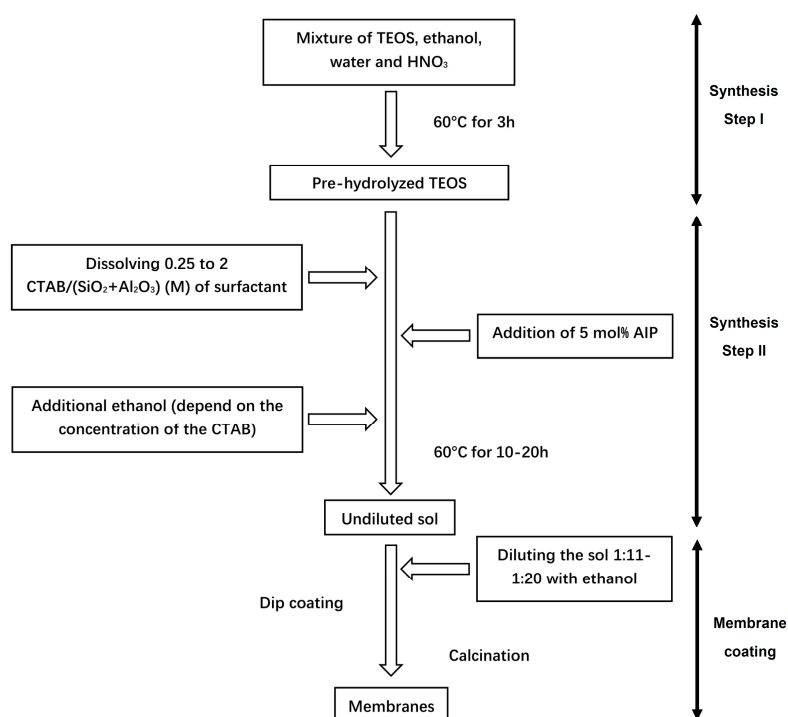 Mixture of TEOS, ethanol,
water and HNO₃
Synthesis
Step I
60°C for 3h
Pre-hydrolyzed TEOS
Dissolving 0.25 to 2
CTAB/(SiO₂+Al₂O₃) (M) of surfactant
Addition of 5 mol% AIP
Synthesis
Step II
Additional ethanol (depend on the
concentration of the CTAB)
60°C for 10-20h
Undiluted sol
Diluting the sol 1:11-
1:20 with ethanol
Dip coating
Membrane
coating
Calcination
Membranes